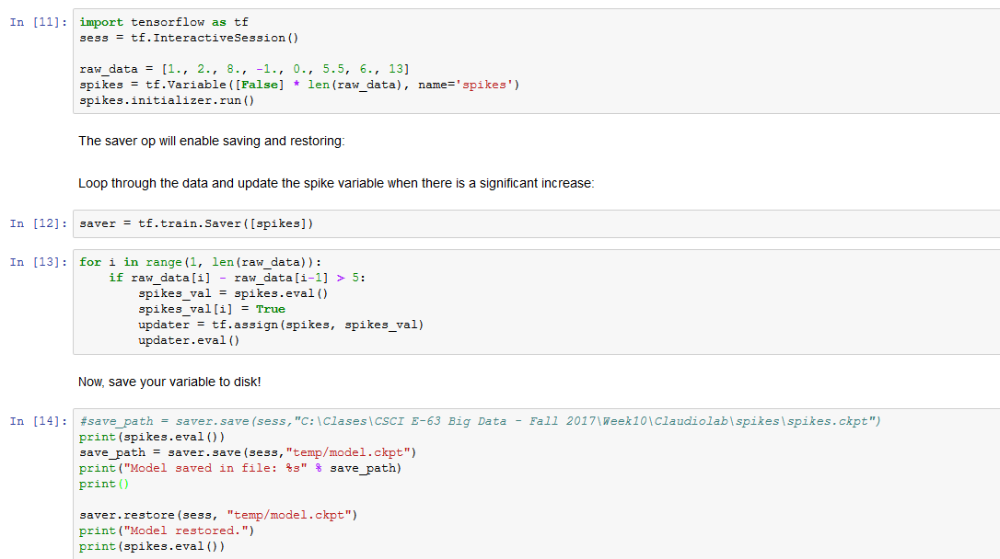 In [11]: import tensorflow as tf
sess = tf.InteractiveSession()
raw_data = [1., 2., 8., -1., 0., 5.5, 6., 13]
spikes = tf.Variable([False] * len(raw_data), name='spikes')
spikes.initializer.run()
The saver op will enable saving and restoring:
Loop through the data and update the spike variable when there is a significant increase:
In [12]: saver = tf.train.Saver([spikes])
In [13]: for i in range(1, len(raw_data)):
    if raw_data[i] - raw_data[i-1] > 5:
        spikes_val = spikes.eval()
        spikes_val[i] = True
        updater = tf.assign(spikes, spikes_val)
        updater.eval()
Now, save your variable to disk!
In [14]: #save_path = saver.save(sess,"C:\Clases\CSCI E-63 Big Data - Fall 2017\Week10\Claudiolab\spikes\spikes.ckpt")
print(spikes.eval())
save_path = saver.save(sess,"temp/model.ckpt")
print("Model saved in file: %s" % save_path)
print()
saver.restore(sess, "temp/model.ckpt")
print("Model restored.")
print(spikes.eval())